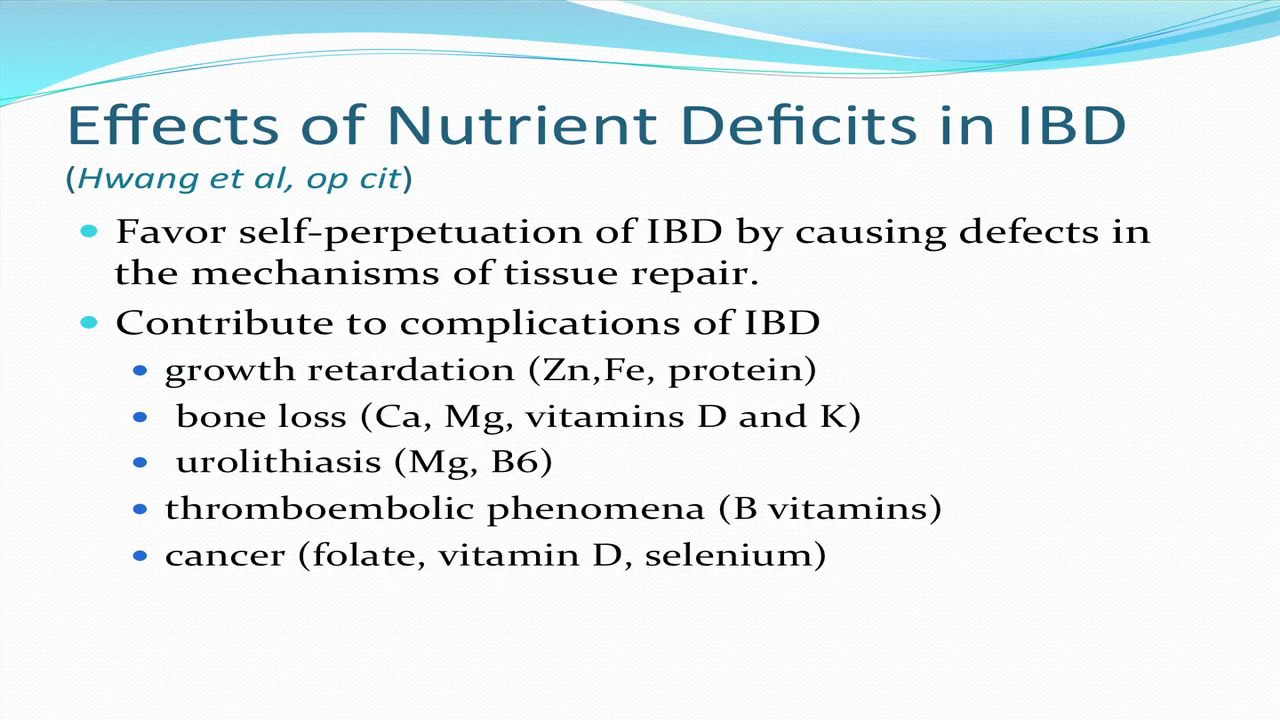 Effects of Nutrient Deficits in IBD
(Hwang et al, op cit)
• Favor self-perpetuation of IBD by causing defects in
the mechanisms of tissue repair.
• Contribute to complications of IBD
• growth retardation (Zn,Fe, protein)
• bone loss (Ca, Mg, vitamins D and K)
• urolithiasis (Mg, B6)
• thromboembolic phenomena (B vitamins)
• cancer (folate, vitamin D, selenium)